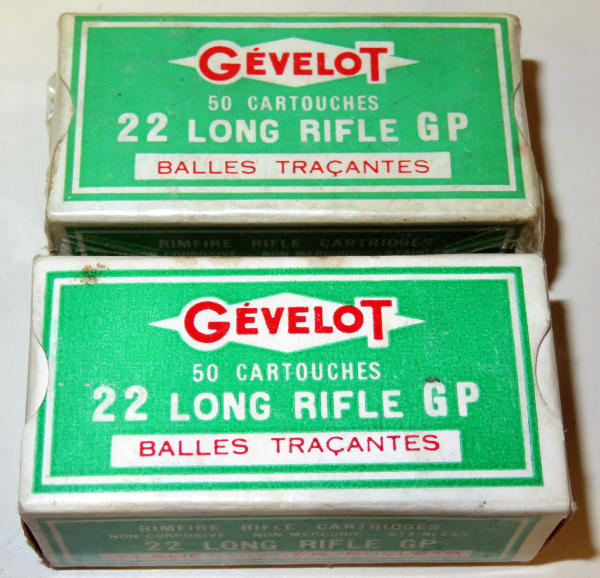 GÉVELOT
50 CARTOUCHES
22 LONG RIFLE GP
BALLES TRAÇANTES
RIMFIRE RIFLE CARTRIDGES
GÉVELOT
50 CARTOUCHES
22 LONG RIFLE GP
BALLES TRAÇANTES
RIMFIRE RIFLE CARTRIDGES
NON CORROSIVE NON MERCURIC STAINLESS
22 LONG RIFLE GP